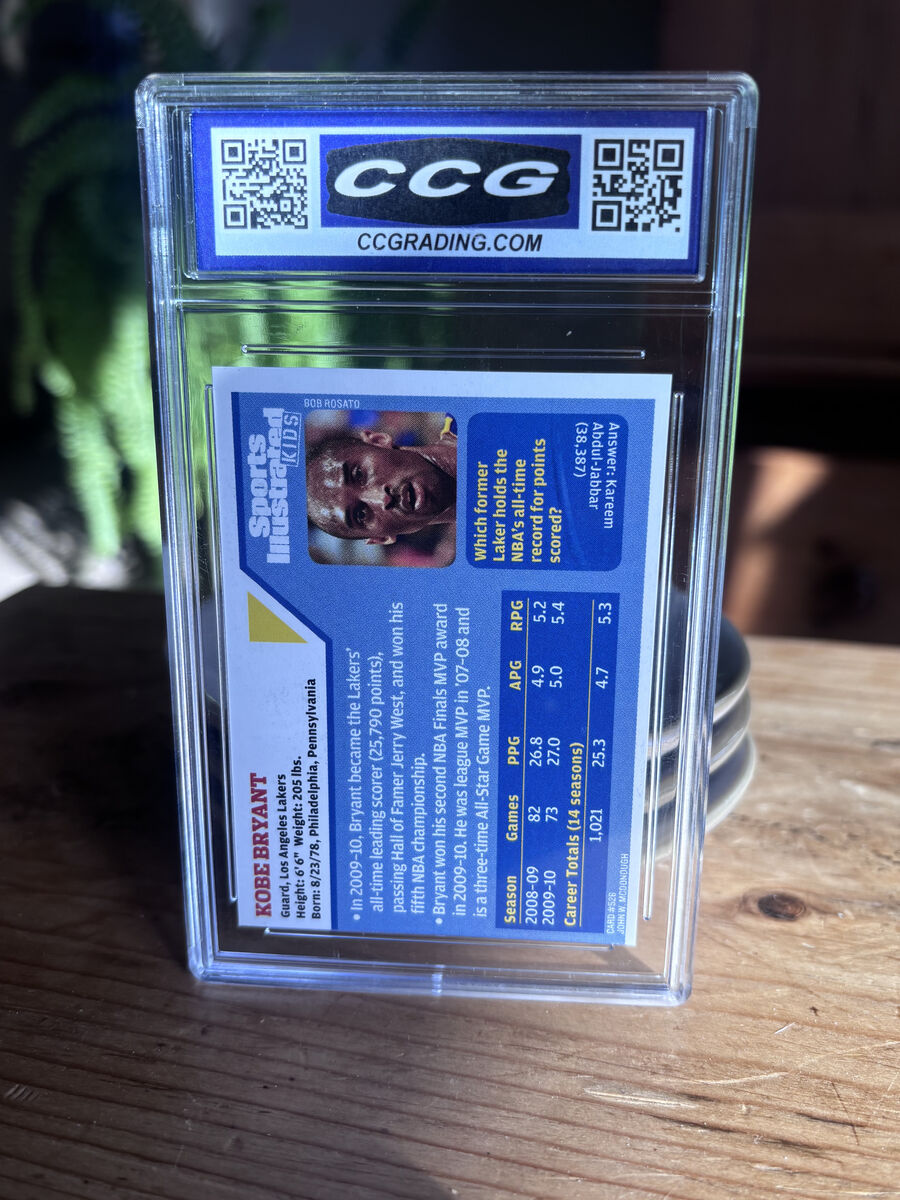 CCG
CCGRADING.COM
KOBE BRYANT
Guard, Los Angeles Lakers
Height: 6'6" Weight: 205 lbs.
Born: 8/23/78, Philadelphia, Pennsylvania
Sports
Illustrated
KIDS
BOB ROSATO
• In 2009-10, Bryant became the Lakers'
all-time leading scorer (25,790 points),
passing Hall of Famer Jerry West, and won his
fifth NBA championship.
• Bryant won his second NBA Finals MVP award
in 2009-10. He was league MVP in '07-08 and
is a three-time All-Star Game MVP.
Season Games PPG APG RPG
2008-09 82 26.8 4.9 5.2
2009-10 73 27.0 5.0 5.4
Career Totals (14 seasons)
1,021 25.3 4.7 5.3
Which former
Laker holds the
NBA's all-time
record for points
scored?
Answer: Kareem
Abdul-Jabbar
(38,387)
CARD #526
JOHN W. MCDONOUGH